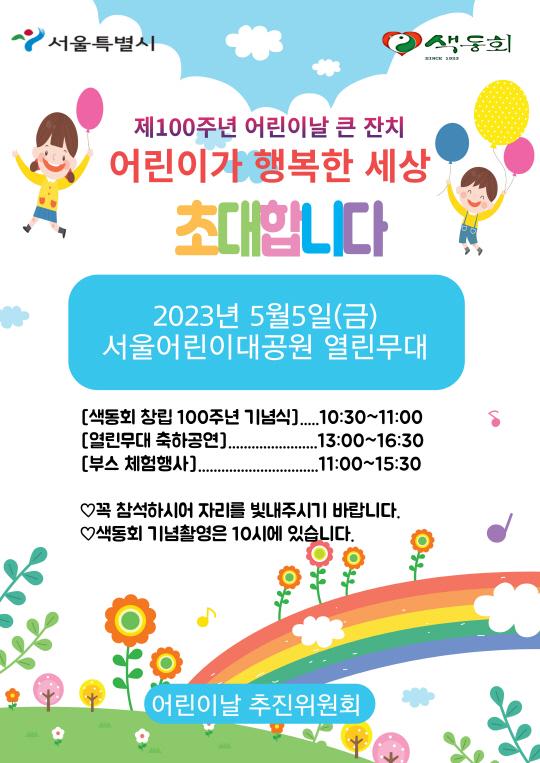 서울특별시
색동회
SINCE 1923
제100주년 어린이날 큰 잔치
어린이가 행복한 세상
초대합니다
2023년 5월5일(금)
서울어린이대공원 열린무대
[색동회 창립 100주년 기념식].....10:30~11:00
[열린무대 축하공연].......................13:00~16:30
[부스 체험행사]...............................11:00~15:30
♡꼭 참석하시어 자리를 빛내주시기 바랍니다.
♡색동회 기념촬영은 10시에 있습니다.
어린이날 추진위원회